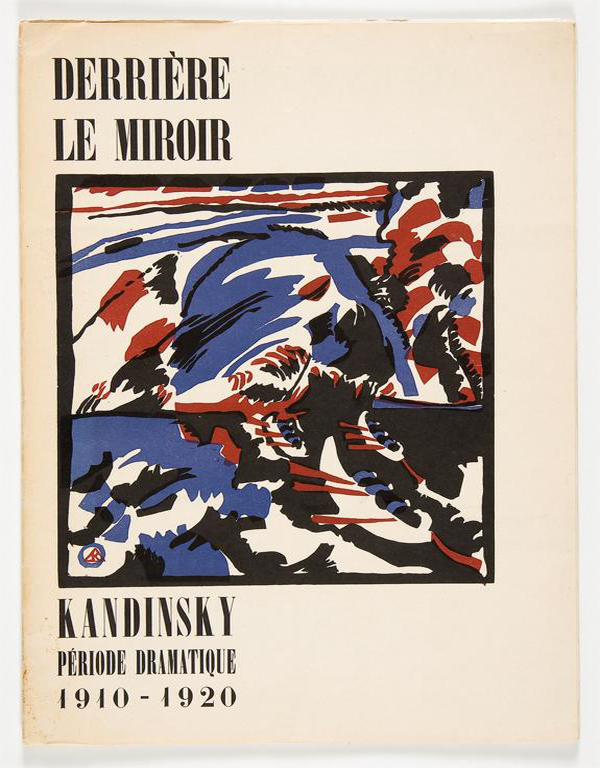 DERRIÈRE
LE MIROIR
KANDINSKY
PÉRIODE DRAMATIQUE
1910-1920